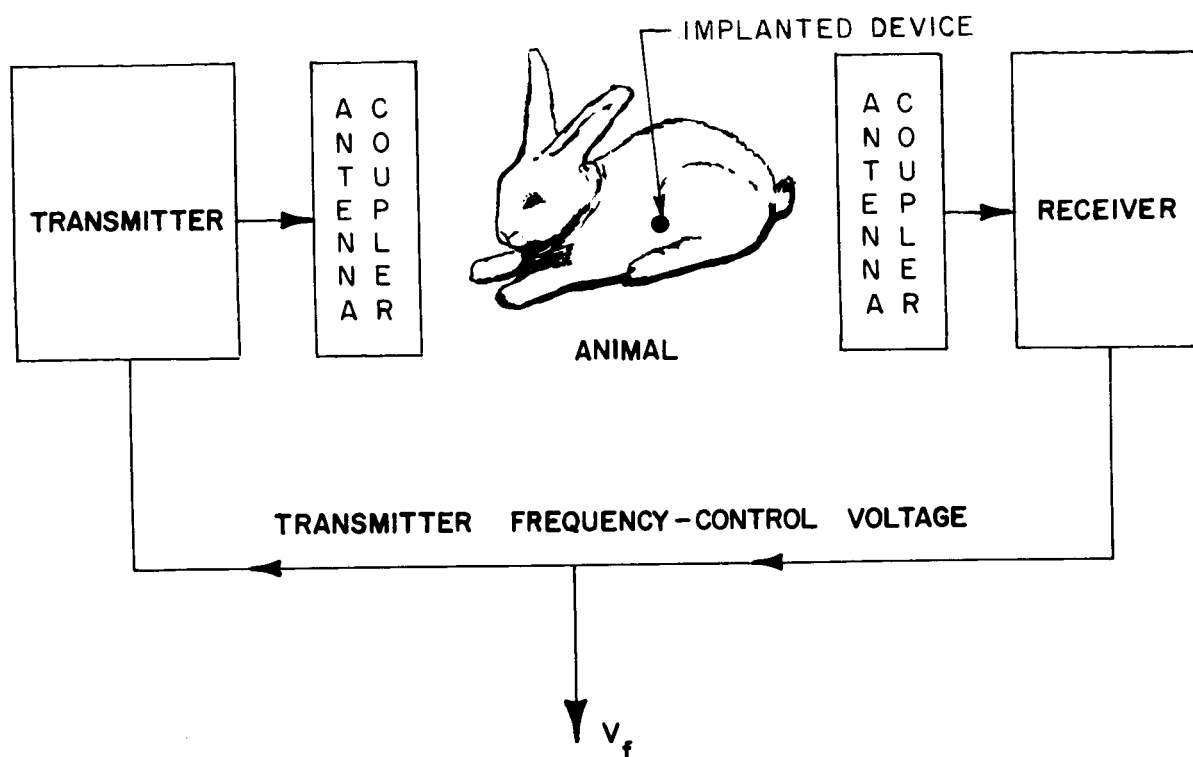 IMPLANTED DEVICE
TRANSMITTER
ANTENNA
COUPLER
ANTENNA
COUPLER
RECEIVER
ANIMAL
TRANSMITTER FREQUENCY-CONTROL VOLTAGE
Vf